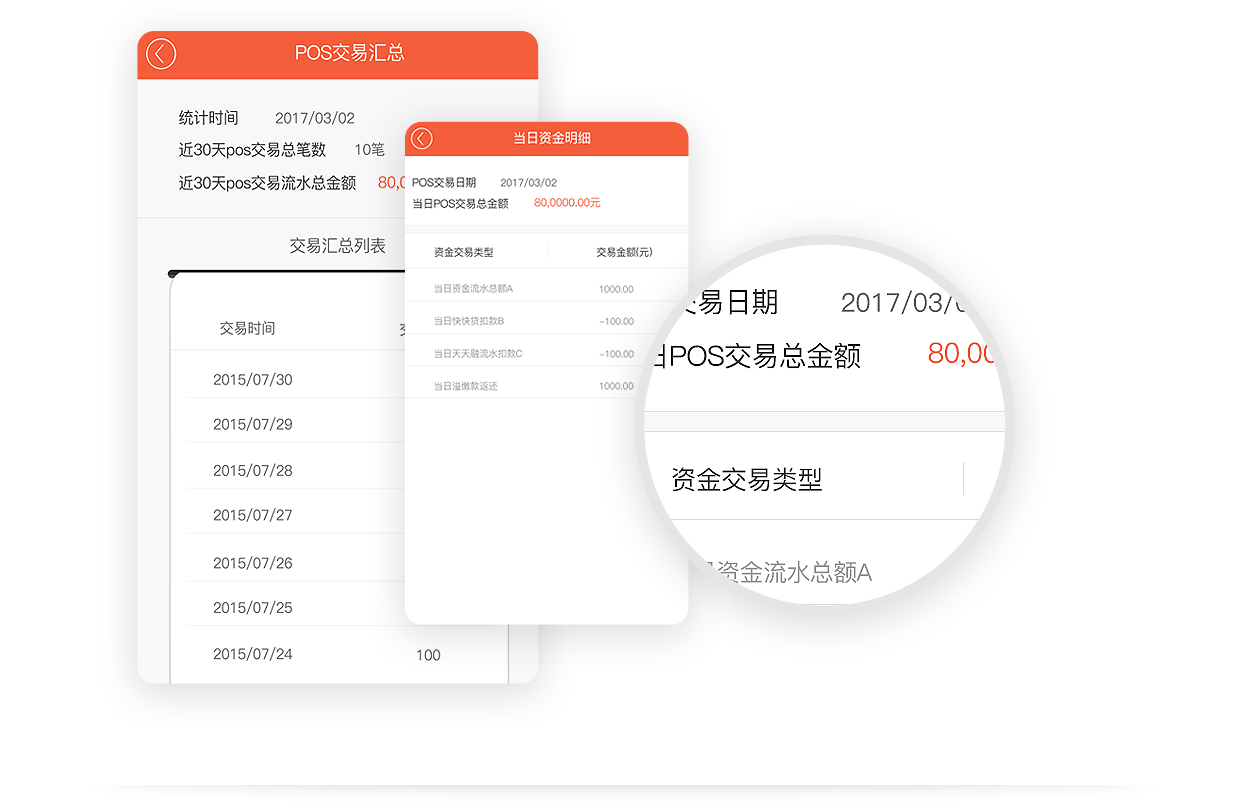 POS交易汇总
统计时间 2017/03/02
近30天pos交易总笔数 10笔
近30天pos交易流水总金额 80,0
交易汇总列表
交易时间
2015/07/30
2015/07/29
2015/07/28
2015/07/27
2015/07/26
2015/07/25
2015/07/24 100
当日资金明细
POS交易日期 2017/03/02
当日POS交易总金额 80,0000.00元
资金交易类型 交易金额(元)
当日资金流水总额A 1000.00
当日快快贷扣款B -100.00
当日天天融流水扣款C -100.00
当日溢缴款返还 1000.00
交易日期 2017/03/0
日POS交易总金额 80,00
资金交易类型
资金流水总额A